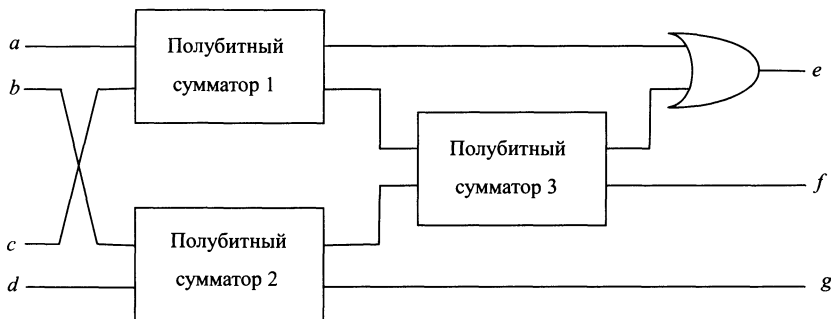 a
b
c
d
Полубитный
сумматор 1
Полубитный
сумматор 2
Полубитный
сумматор 3
e
f
g